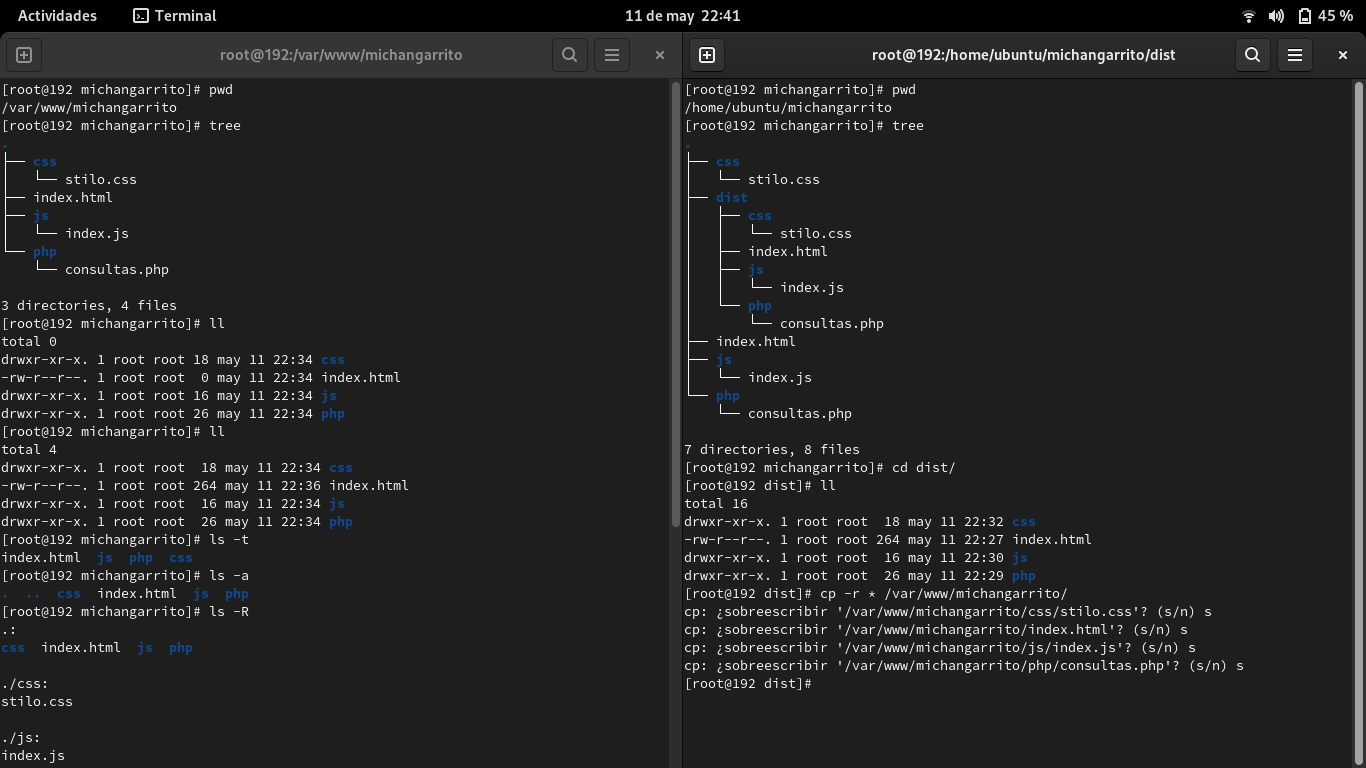 Actividades Terminal 11 de may 22:41 45 %
root@192:/var/www/michangarrito
[root@192 michangarrito]# pwd
/var/www/michangarrito
[root@192 michangarrito]# tree
.
├── css
│   └── stilo.css
├── index.html
├── js
│   └── index.js
└── php
    └── consultas.php

3 directories, 4 files
[root@192 michangarrito]# ll
total 0
drwxr-xr-x. 1 root root 18 may 11 22:34 css
-rw-r--r--. 1 root root  0 may 11 22:34 index.html
drwxr-xr-x. 1 root root 16 may 11 22:34 js
drwxr-xr-x. 1 root root 26 may 11 22:34 php
[root@192 michangarrito]# ll
total 4
drwxr-xr-x. 1 root root  18 may 11 22:34 css
-rw-r--r--. 1 root root 264 may 11 22:36 index.html
drwxr-xr-x. 1 root root  16 may 11 22:34 js
drwxr-xr-x. 1 root root  26 may 11 22:34 php
[root@192 michangarrito]# ls -t
index.html  js  php  css
[root@192 michangarrito]# ls -a
.  ..  css  index.html  js  php
[root@192 michangarrito]# ls -R
.:
css  index.html  js  php

./css:
stilo.css

./js:
index.js
root@192:/home/ubuntu/michangarrito/dist
[root@192 michangarrito]# pwd
/home/ubuntu/michangarrito
[root@192 michangarrito]# tree
.
├── css
│   └── stilo.css
├── dist
│   ├── css
│   │   └── stilo.css
│   ├── index.html
│   ├── js
│   │   └── index.js
│   └── php
│       └── consultas.php
├── index.html
├── js
│   └── index.js
└── php
    └── consultas.php

7 directories, 8 files
[root@192 michangarrito]# cd dist/
[root@192 dist]# ll
total 16
drwxr-xr-x. 1 root root  18 may 11 22:32 css
-rw-r--r--. 1 root root 264 may 11 22:27 index.html
drwxr-xr-x. 1 root root  16 may 11 22:30 js
drwxr-xr-x. 1 root root  26 may 11 22:29 php
[root@192 dist]# cp -r * /var/www/michangarrito/
cp: ¿sobreescribir '/var/www/michangarrito/css/stilo.css'? (s/n) s
cp: ¿sobreescribir '/var/www/michangarrito/index.html'? (s/n) s
cp: ¿sobreescribir '/var/www/michangarrito/js/index.js'? (s/n) s
cp: ¿sobreescribir '/var/www/michangarrito/php/consultas.php'? (s/n) s
[root@192 dist]#